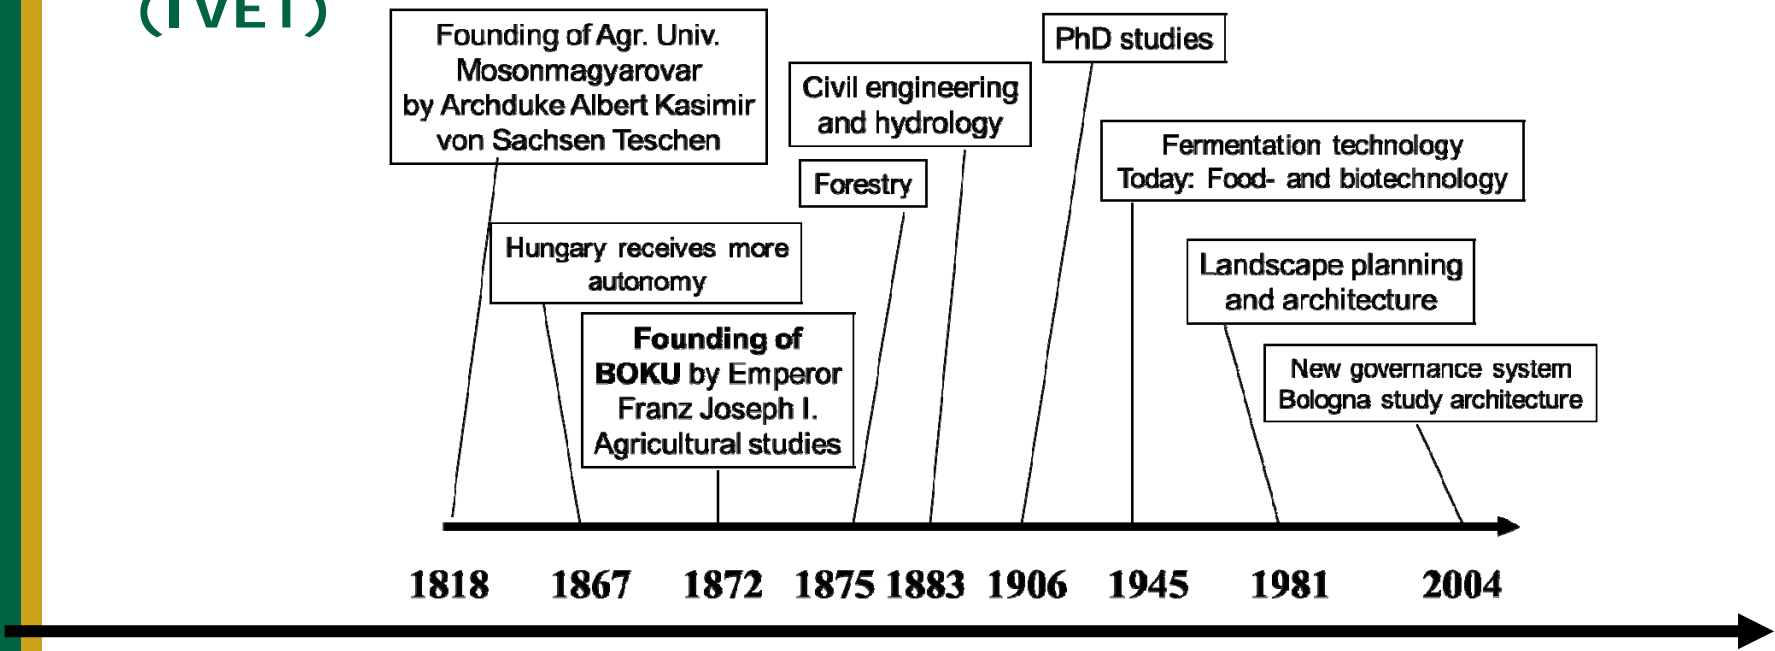 (IVET)
Founding of Agr. Univ.
Mosonmagyarovar
by Archduke Albert Kasimir
von Sachsen Teschen
Hungary receives more
autonomy
Founding of
BOKU by Emperor
Franz Joseph I.
Agricultural studies
Forestry
Civil engineering
and hydrology
PhD studies
Fermentation technology
Today: Food- and biotechnology
Landscape planning
and architecture
New governance system
Bologna study architecture
1818 1867 1872 1875 1883 1906 1945 1981 2004